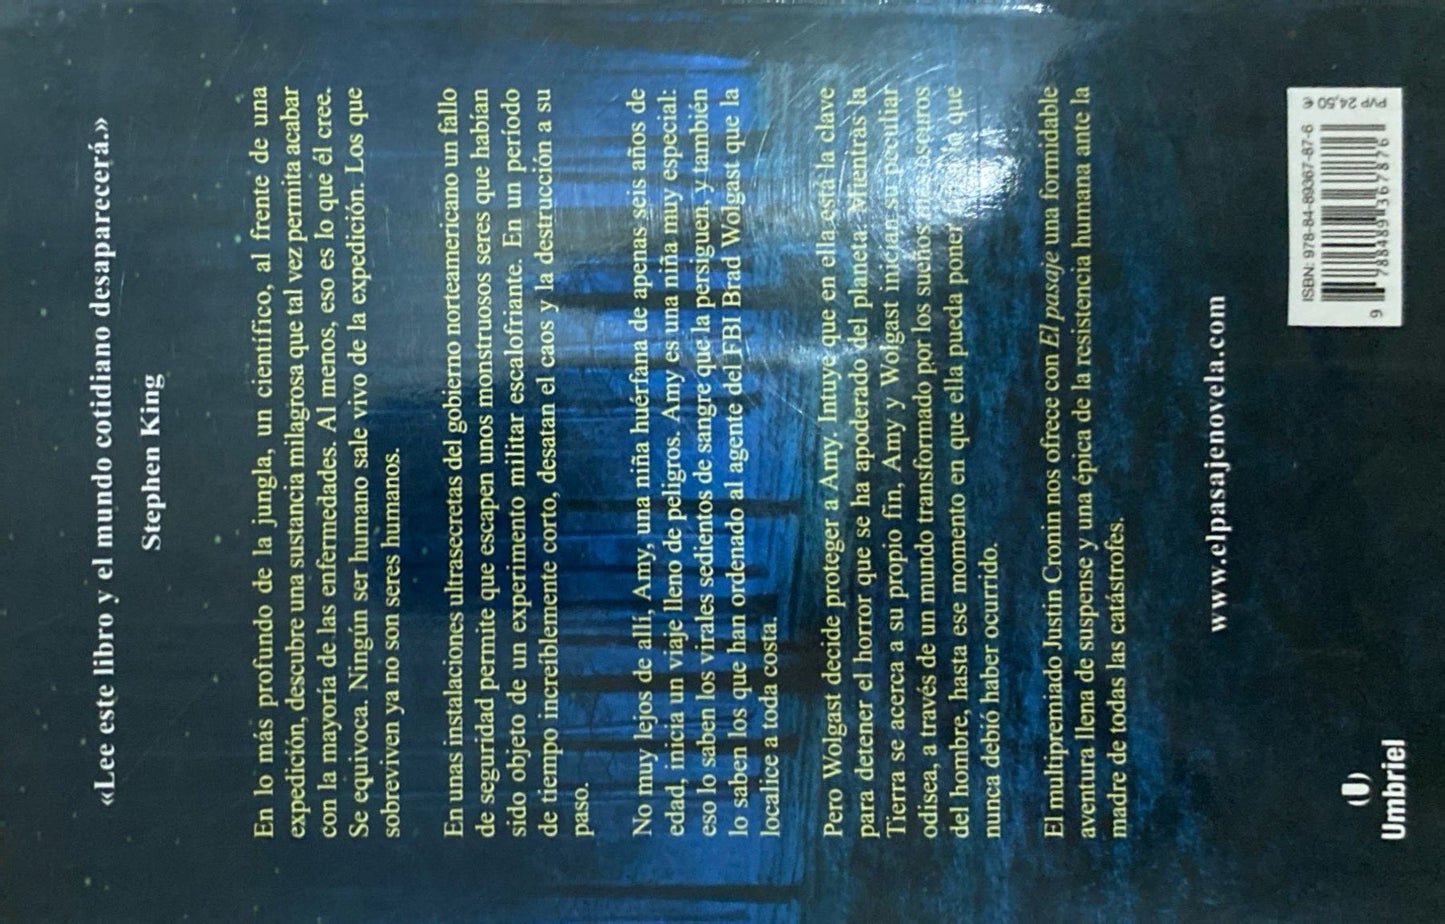 «Lee este libro y el mundo cotidiano desaparecerá.»
Stephen King
En lo más profundo de la jungla, un científico, al frente de una
expedición, descubre una sustancia milagrosa que tal vez permita acabar
con la mayoría de las enfermedades. Al menos, eso es lo que él cree.
Se equivoca. Ningún ser humano sale vivo de la expedición. Los que
sobreviven ya no son seres humanos.
En unas instalaciones ultrasecretas del gobierno norteamericano un fallo
de seguridad permite que escapen unos monstruosos seres que habían
sido objeto de un experimento militar escalofriante. En un período
de tiempo increíblemente corto, desatan el caos y la destrucción a su
paso.
No muy lejos de allí, Amy, una niña huérfana de apenas seis años de
edad, inicia un viaje lleno de peligros. Amy es una niña muy especial:
eso lo saben los virales sedientos de sangre que la persiguen, y también
lo saben los que han ordenado al agente del FBI Brad Wolgast que la
localice a toda costa.
Pero Wolgast decide proteger a Amy. Intuye que en ella está la clave
para detener el horror que se ha apoderado del planeta. Mientras la
Tierra se acerca a su propio fin, Amy y Wolgast inician su peculiar
odisea, a través de un mundo transformado por los sueños más oscuros
del hombre, hasta ese momento en que ella pueda poner fin a lo que
nunca debió haber ocurrido.
El multipremiado Justin Cronin nos ofrece con El pasaje una formidable
aventura llena de suspense y una épica de la resistencia humana ante la
madre de todas las catástrofes.
www.elpasajenovela.com
Umbriel
ISBN: 978-84-89367-87-6
PVP 24,50 €
9 788489 367876